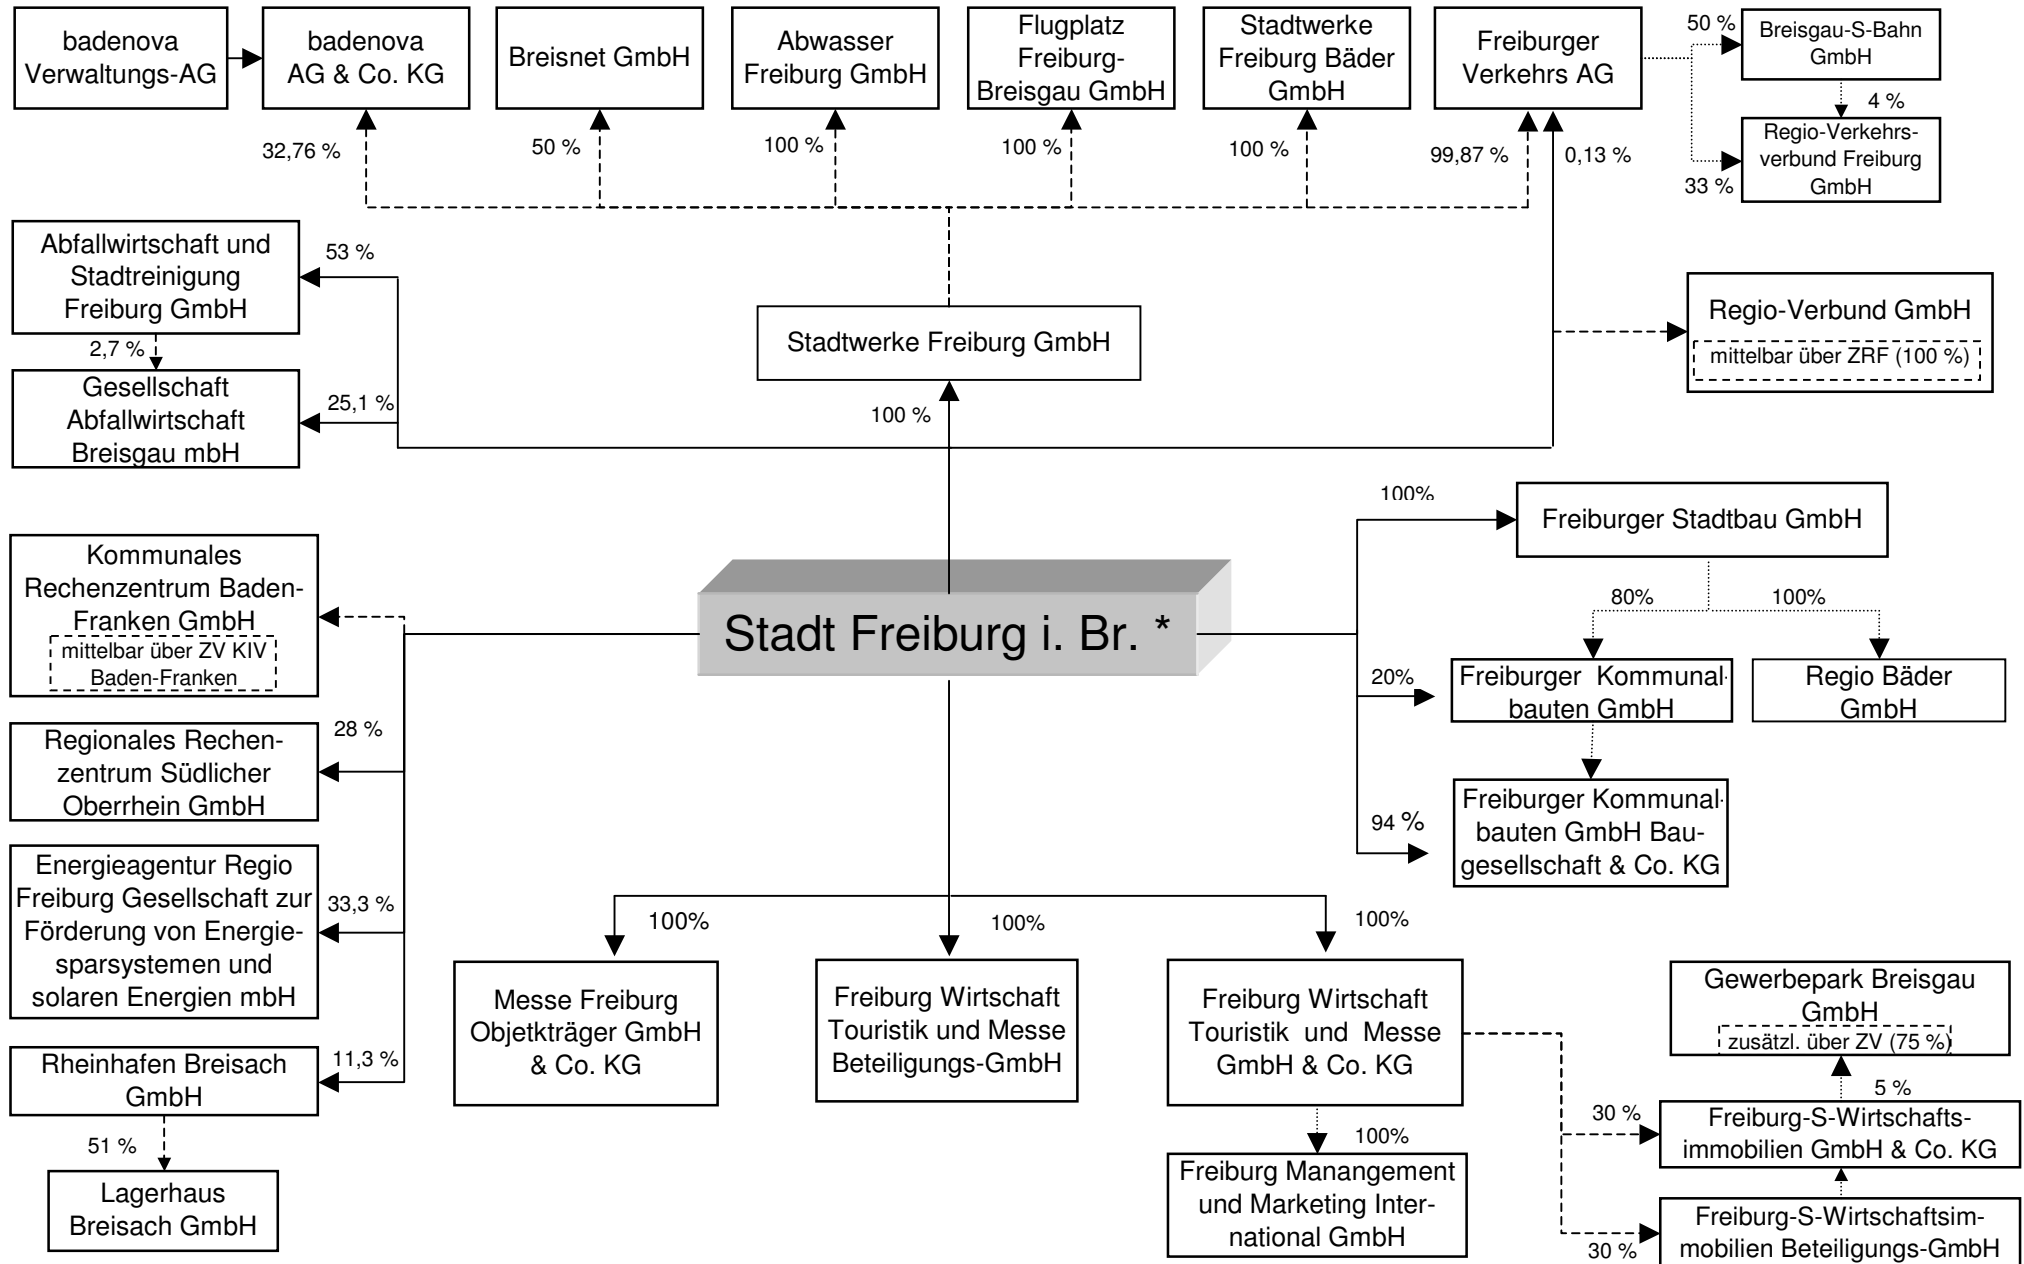 badenova
Verwaltungs-AG
badenova
AG & Co. KG
Breisnet GmbH
Abwasser
Freiburg GmbH
Flugplatz
Freiburg-
Breisgau GmbH
Stadtwerke
Freiburg Bäder
GmbH
Freiburger
Verkehrs AG
50 %
Breisgau-S-Bahn
GmbH
4 %
Regio-Verkehrs-
verbund Freiburg
GmbH
33 %
32,76 %
50 %
100 %
100 %
100 %
99,87 %
0,13 %
Abfallwirtschaft und
Stadtreinigung
Freiburg GmbH
53 %
2,7 %
Gesellschaft
Abfallwirtschaft
Breisgau mbH
25,1 %
Stadtwerke Freiburg GmbH
100 %
Regio-Verbund GmbH
mittelbar über ZRF (100 %)
100%
Freiburger Stadtbau GmbH
80%
100%
20%
Freiburger Kommunal-
bauten GmbH
Regio Bäder
GmbH
94 %
Freiburger Kommunal-
bauten GmbH Bau-
gesellschaft & Co. KG
Stadt Freiburg i. Br. *
Kommunales
Rechenzentrum Baden-
Franken GmbH
mittelbar über ZV KIV
Baden-Franken
28 %
Regionales Rechen-
zentrum Südlicher
Oberrhein GmbH
Energieagentur Regio
Freiburg Gesellschaft zur
Förderung von Energie-
sparsystemen und
solaren Energien mbH
33,3 %
Rheinhafen Breisach
GmbH
11,3 %
51 %
Lagerhaus
Breisach GmbH
100%
100%
100%
Messe Freiburg
Objetkträger GmbH
& Co. KG
Freiburg Wirtschaft
Touristik und Messe
Beteiligungs-GmbH
Freiburg Wirtschaft
Touristik und Messe
GmbH & Co. KG
100%
Freiburg Manangement
und Marketing Inter-
national GmbH
Gewerbepark Breisgau
GmbH
zusätzl. über ZV (75 %)
5 %
30 %
Freiburg-S-Wirtschafts-
immobilien GmbH & Co. KG
30 %
Freiburg-S-Wirtschaftsim-
mobilien Beteiligungs-GmbH